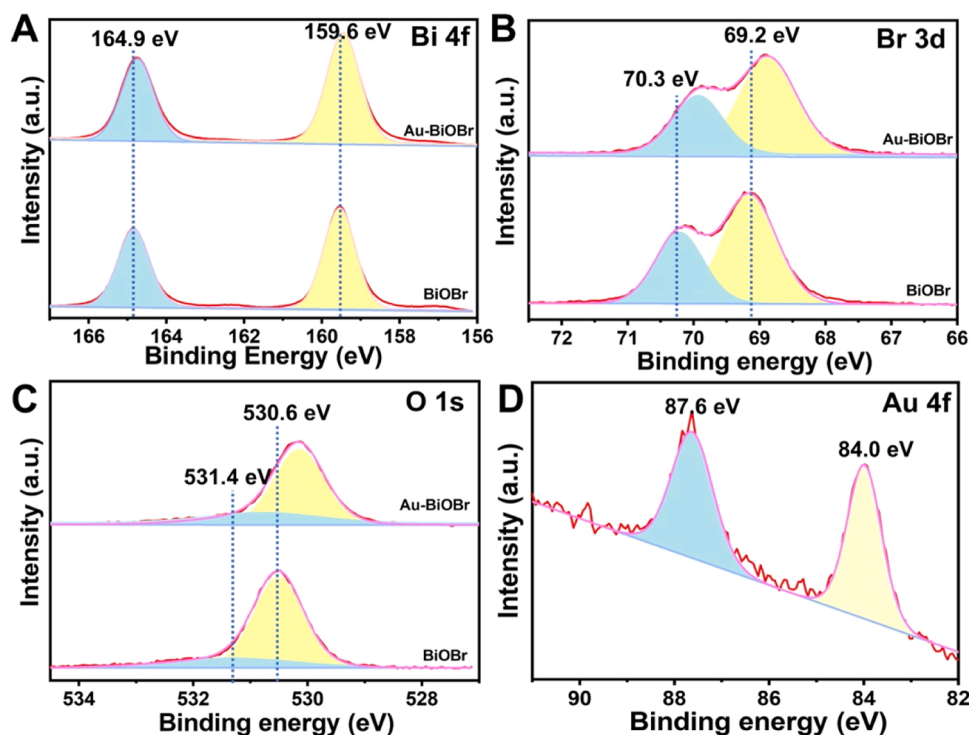 A
164.9 eV
159.6 eV
Bi 4f
Au-BiOBr
BiOBr
Intensity (a.u.)
166 164 162 160 158 156
Binding Energy (eV)
B
Br 3d
69.2 eV
70.3 eV
Au-BiOBr
BiOBr
Intensity (a.u.)
72 71 70 69 68 67 66
Binding energy (eV)
C
O 1s
530.6 eV
531.4 eV
Au-BiOBr
BiOBr
Intensity (a.u.)
534 532 530 528
Binding energy (eV)
D
Au 4f
87.6 eV
84.0 eV
Intensity (a.u.)
90 88 86 84 82
Binding energy (eV)